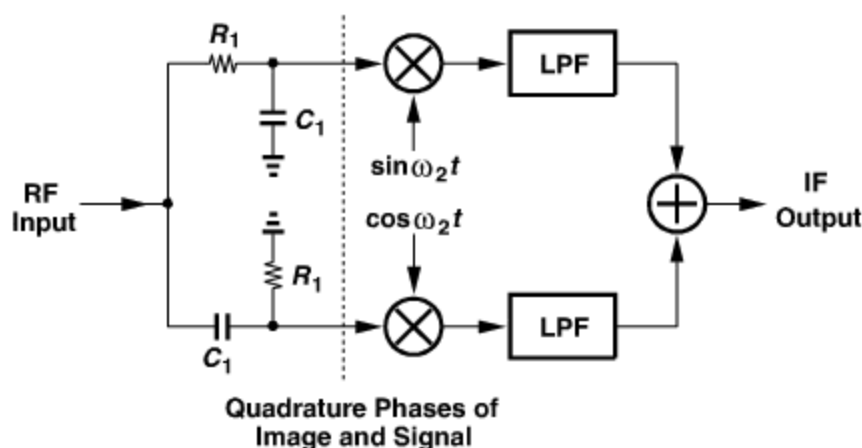 R₁
LPF
C₁
sinω₂t
RF
Input
cosω₂t
IF
Output
R₁
LPF
C₁
Quadrature Phases of
Image and Signal